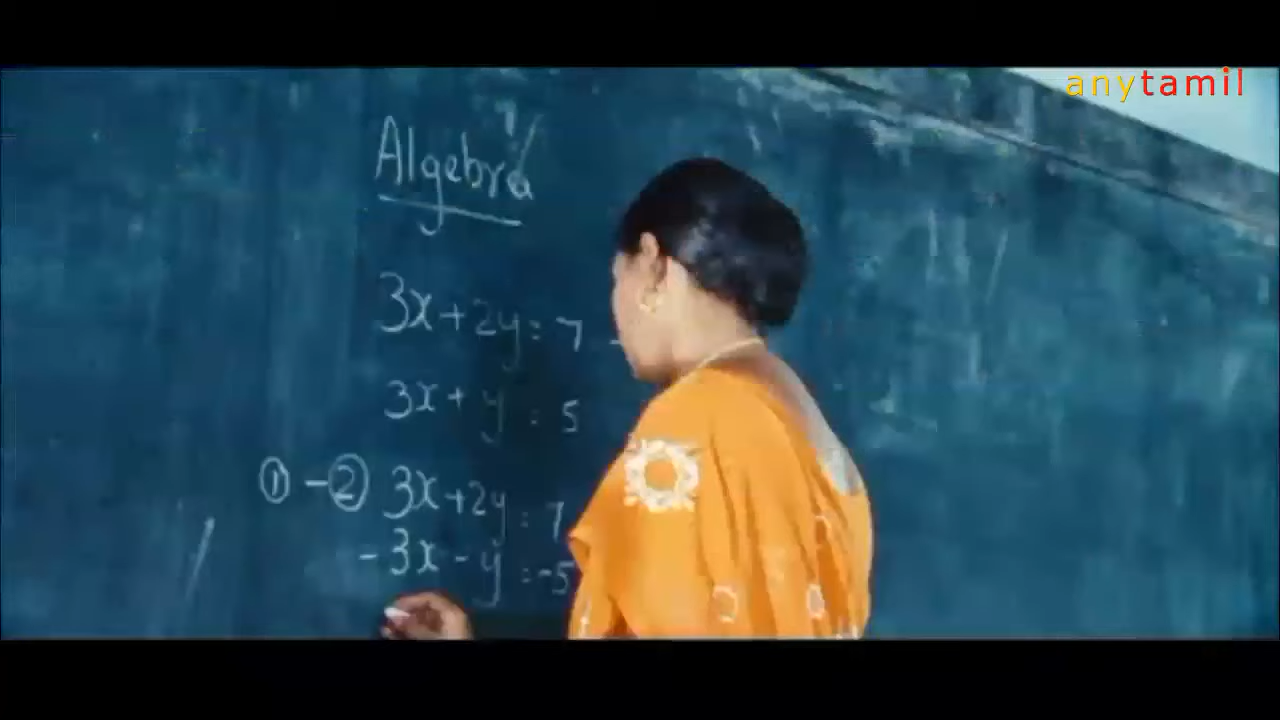 anytamil
Algebra
3x+2y = 7
3x+y = 5
① - ② 3x+2y = 7
-3x-y = -5